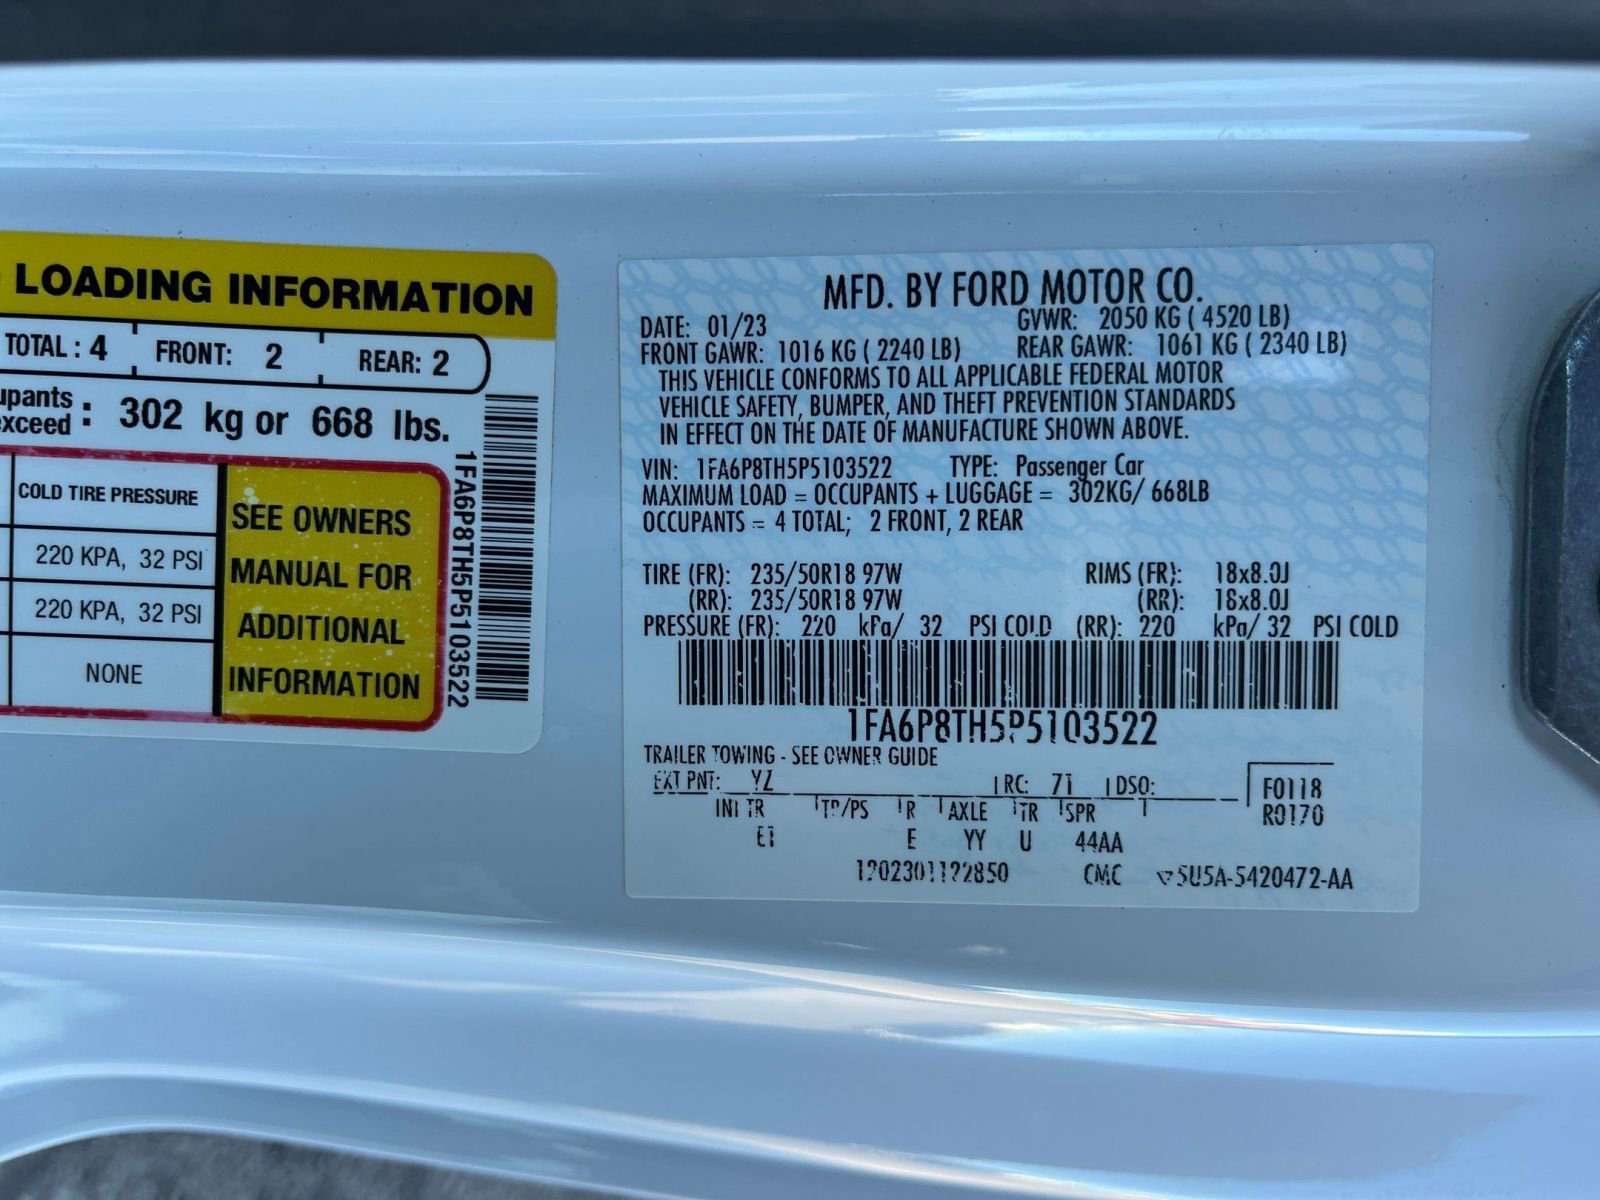 LOADING INFORMATION
TOTAL : 4 FRONT: 2 REAR: 2
upants
exceed : 302 kg or 668 lbs.
COLD TIRE PRESSURE
220 KPA, 32 PSI
220 KPA, 32 PSI
NONE
SEE OWNERS
MANUAL FOR
ADDITIONAL
INFORMATION
1FA6P8TH5P5103522
MFD. BY FORD MOTOR CO.
DATE: 01/23 GVWR: 2050 KG ( 4520 LB)
FRONT GAWR: 1016 KG ( 2240 LB) REAR GAWR: 1061 KG ( 2340 LB)
THIS VEHICLE CONFORMS TO ALL APPLICABLE FEDERAL MOTOR
VEHICLE SAFETY, BUMPER, AND THEFT PREVENTION STANDARDS
IN EFFECT ON THE DATE OF MANUFACTURE SHOWN ABOVE.
VIN: 1FA6P8TH5P5103522 TYPE: Passenger Car
MAXIMUM LOAD = OCCUPANTS + LUGGAGE = 302KG/ 668LB
OCCUPANTS = 4 TOTAL; 2 FRONT, 2 REAR
TIRE (FR): 235/50R18 97W RIMS (FR): 18x8.0J
(RR): 235/50R18 97W (RR): 18x8.0J
PRESSURE (FR): 220 kPa/ 32 PSI COLD (RR): 220 kPa/ 32 PSI COLD
1FA6P8TH5P5103522
TRAILER TOWING - SEE OWNER GUIDE
EXT PNT: YZ RC: 71 DSO: F0118
INT TR TP/PS R AXLE TR SPR R0170
E YY U 44AA
1202301122850 CMC 5U5A-5420472-AA